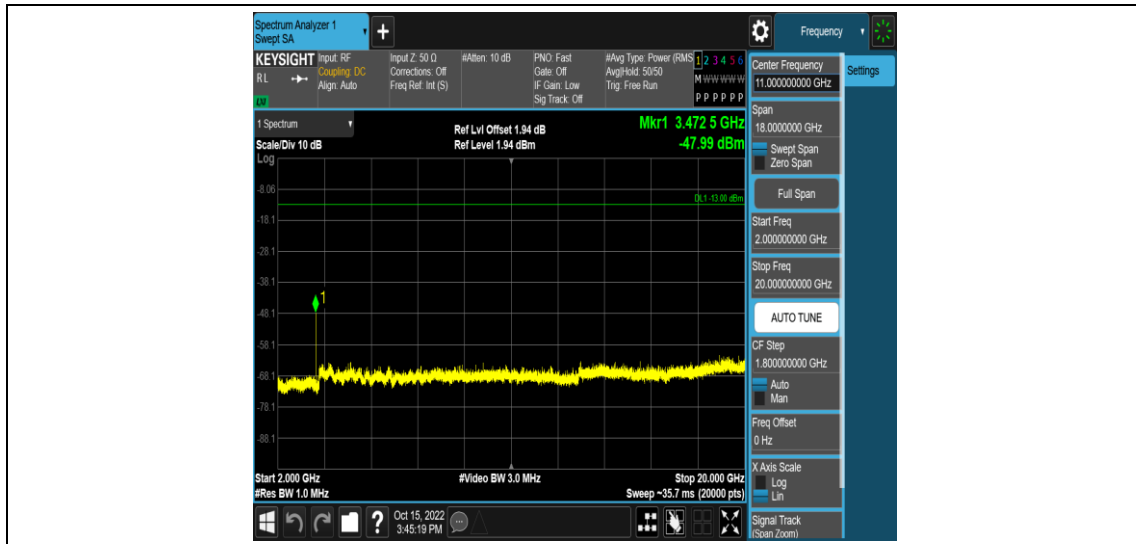 Spectrum Analyzer 1
Swept SA
+
Frequency
KEYSIGHT Input: RF Input Z: 50 Ω #Atten: 10 dB PNO: Fast #Avg Type: Power (RMS 1 2 3 4 5 6
RL Coupling: DC Corrections: Off Gate: Off Avg|Hold: 50/50 M W W W W W
Align: Auto Freq Ref: Int (S) IF Gain: Low Trig: Free Run
Sig Track: Off P P P P P P
1 Spectrum
Ref Lvl Offset 1.94 dB
Mkr1 3.472 5 GHz
Scale/Div 10 dB
Ref Level 1.94 dBm
-47.99 dBm
Log
-8.06
DL1 -13.00 dBm
-18.1
-28.1
-38.1
1
-48.1
-58.1
-68.1
-78.1
-88.1
Start 2.000 GHz
#Video BW 3.0 MHz
Stop 20.000 GHz
#Res BW 1.0 MHz
Sweep ~35.7 ms (20000 pts)
Center Frequency
11.000000000 GHz
Settings
Span
18.0000000 GHz
Swept Span
Zero Span
Full Span
Start Freq
2.000000000 GHz
Stop Freq
20.000000000 GHz
AUTO TUNE
CF Step
1.800000000 GHz
Auto
Man
Freq Offset
0 Hz
X Axis Scale
Log
Lin
Signal Track
(Span Zoom)
?
Oct 15, 2022
3:45:19 PM